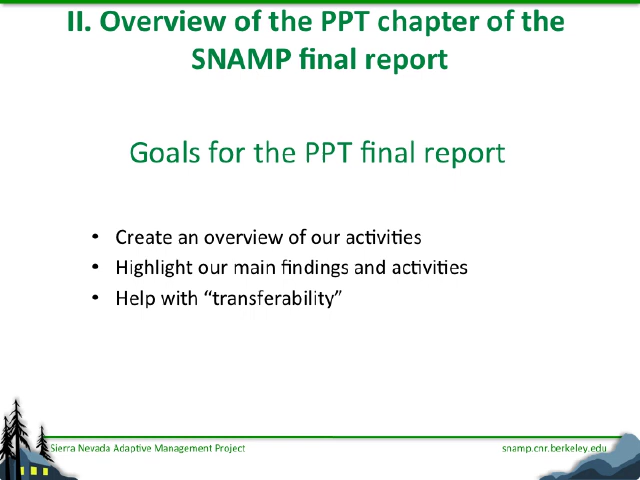 II. Overview of the PPT chapter of the
SNAMP final report
Goals for the PPT final report
• Create an overview of our activities
• Highlight our main findings and activities
• Help with “transferability”
Sierra Nevada Adaptive Management Project
snamp.cnr.berkeley.edu